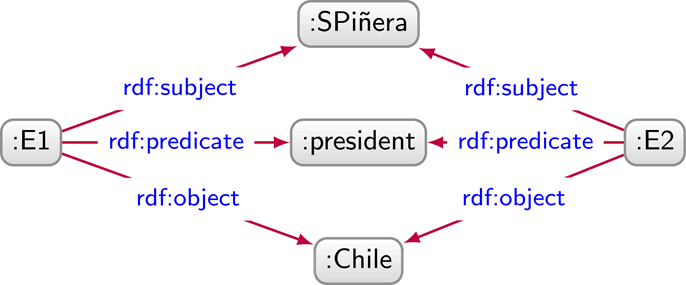 :SPiñera
rdf:subject rdf:subject
:E1 rdf:predicate :president rdf:predicate :E2
rdf:object rdf:object
:Chile